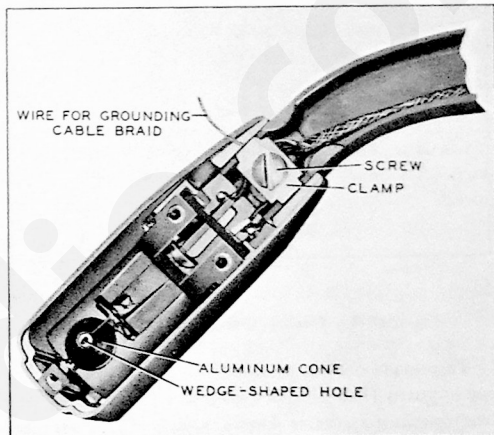 WIRE FOR GROUNDING
CABLE BRAID
SCREW
CLAMP
ALUMINUM CONE
WEDGE-SHAPED HOLE